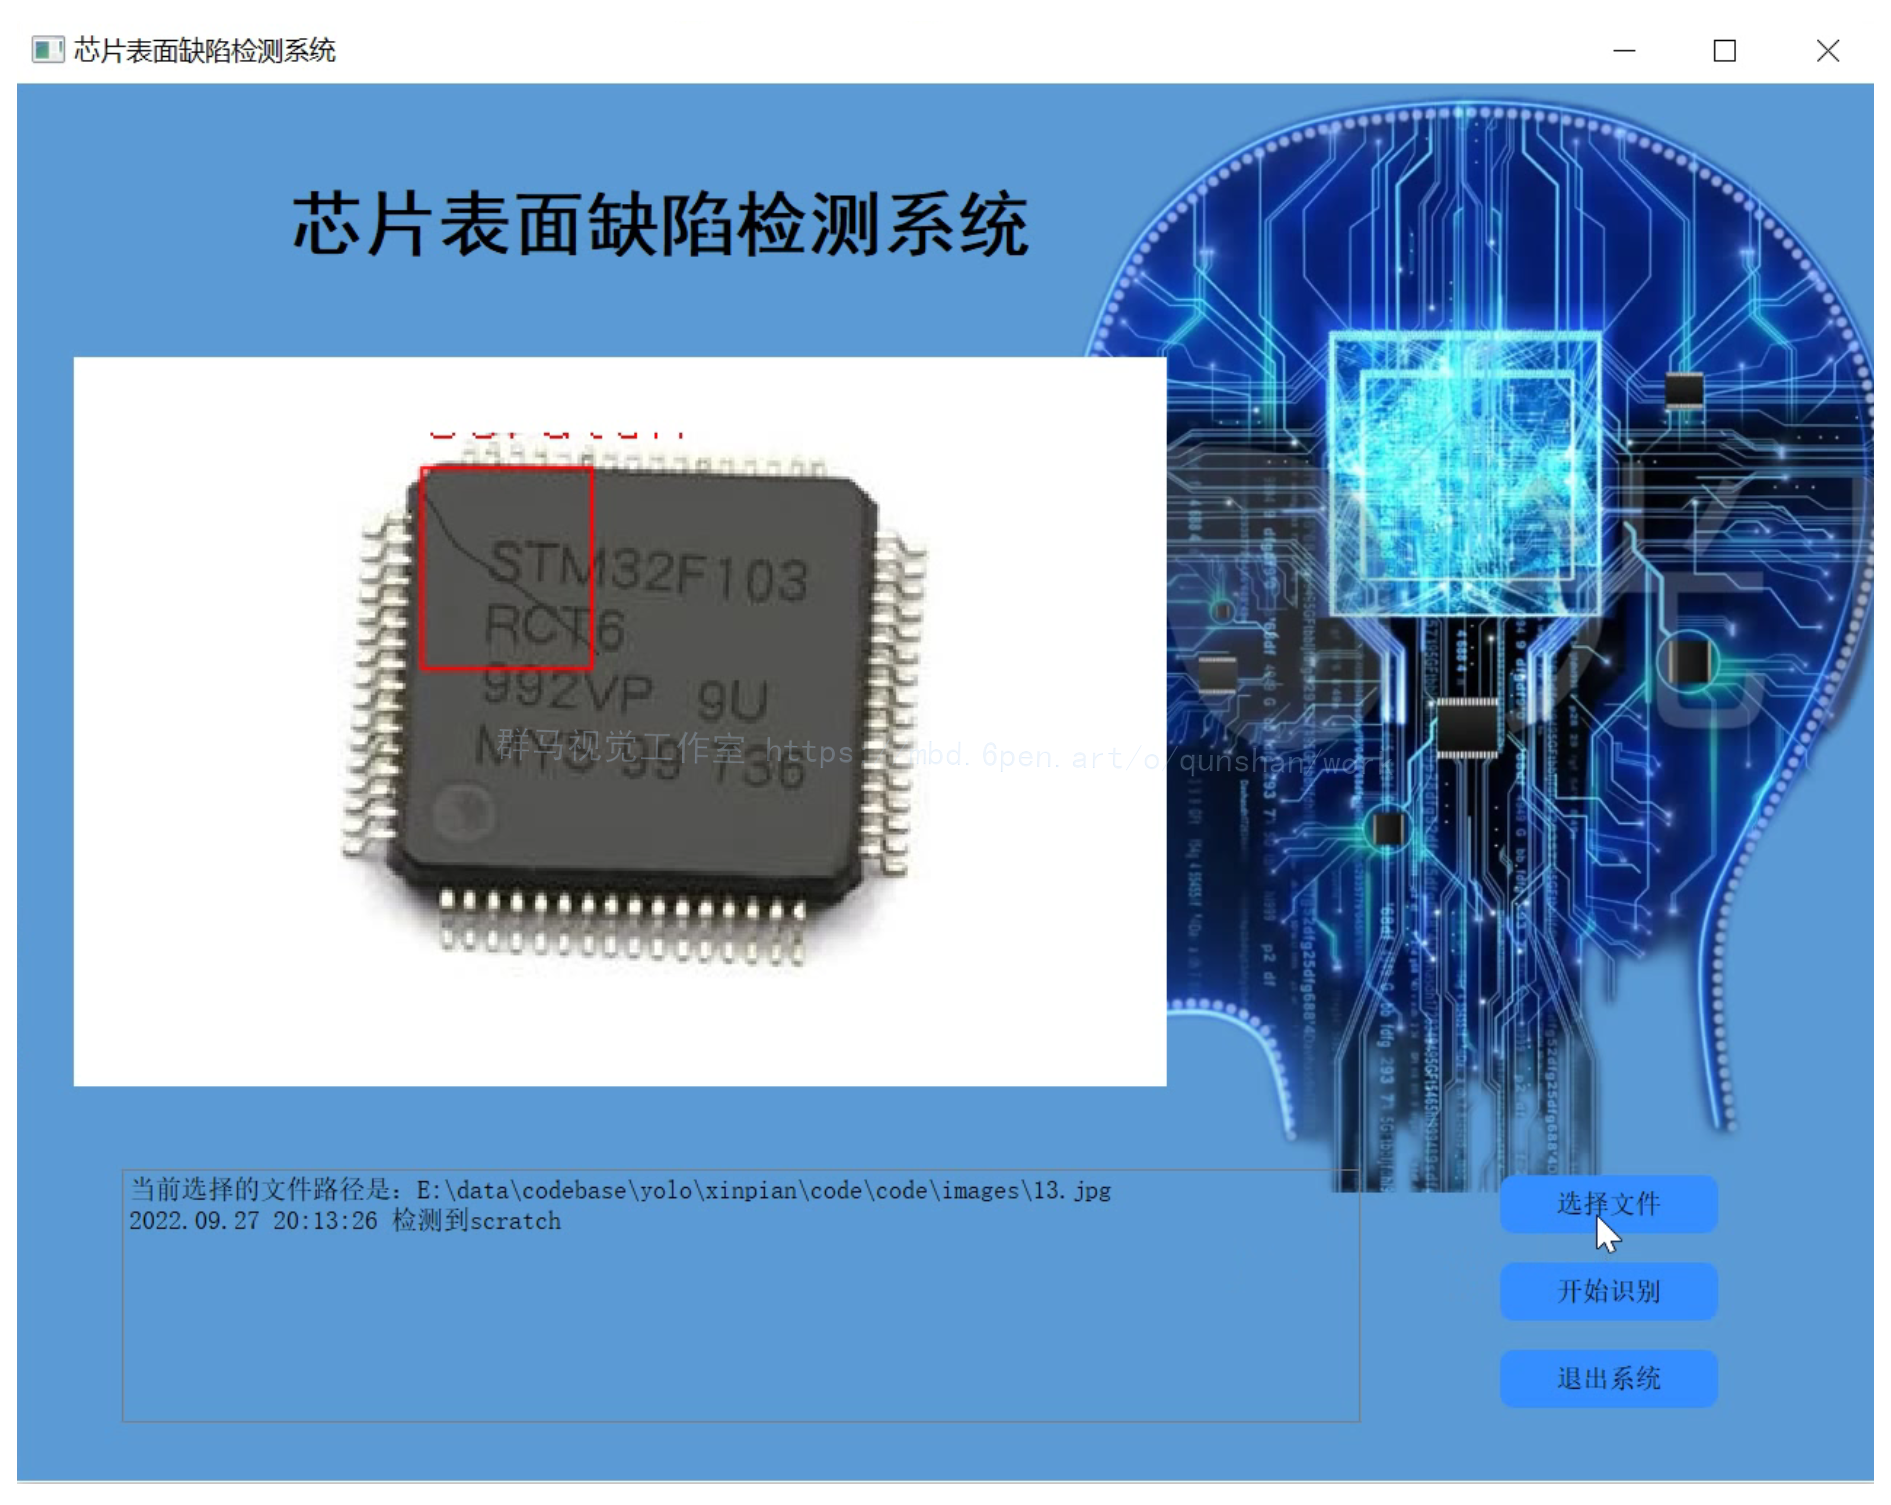 芯片表面缺陷检测系统
芯片表面缺陷检测系统
STM32F103
RCT6
992VP 9U
MYS 99 736
群马视觉工作室 https mbd.6pen.art/o/qunshan/work
当前选择的文件路径是：E:\data\codebase\yolo\xinpian\code\code\images\13.jpg
2022.09.27 20:13:26 检测到scratch
选择文件
开始识别
退出系统